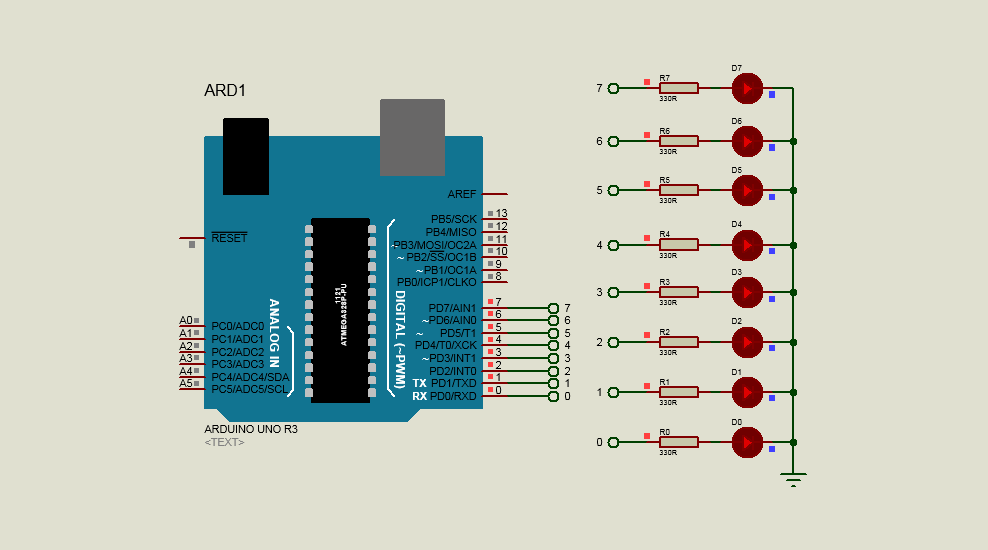 ARD1
RESET
AREF
PB5/SCK 13
PB4/MISO 12
PB3/MOSI/OC2A 11
~ PB2/SS/OC1B 10
~ PB1/OC1A 9
PB0/ICP1/CLKO 8
PD7/AIN1 7 7
~ PD6/AIN0 6 6
~ PD5/T1 5 5
PD4/T0/XCK 4 4
~ PD3/INT1 3 3
PD2/INT0 2 2
TX PD1/TXD 1 1
RX PD0/RXD 0 0
A0 PC0/ADC0
A1 PC1/ADC1
A2 PC2/ADC2
A3 PC3/ADC3
A4 PC4/ADC4/SDA
A5 PC5/ADC5/SCL
ANALOG IN
1121
ATMEGA328P-PU
DIGITAL (~PWM)
ARDUINO UNO R3
<TEXT>
7 R7 D7
330R
6 R6 D6
330R
5 R5 D5
330R
4 R4 D4
330R
3 R3 D3
330R
2 R2 D2
330R
1 R1 D1
330R
0 R0 D0
330R